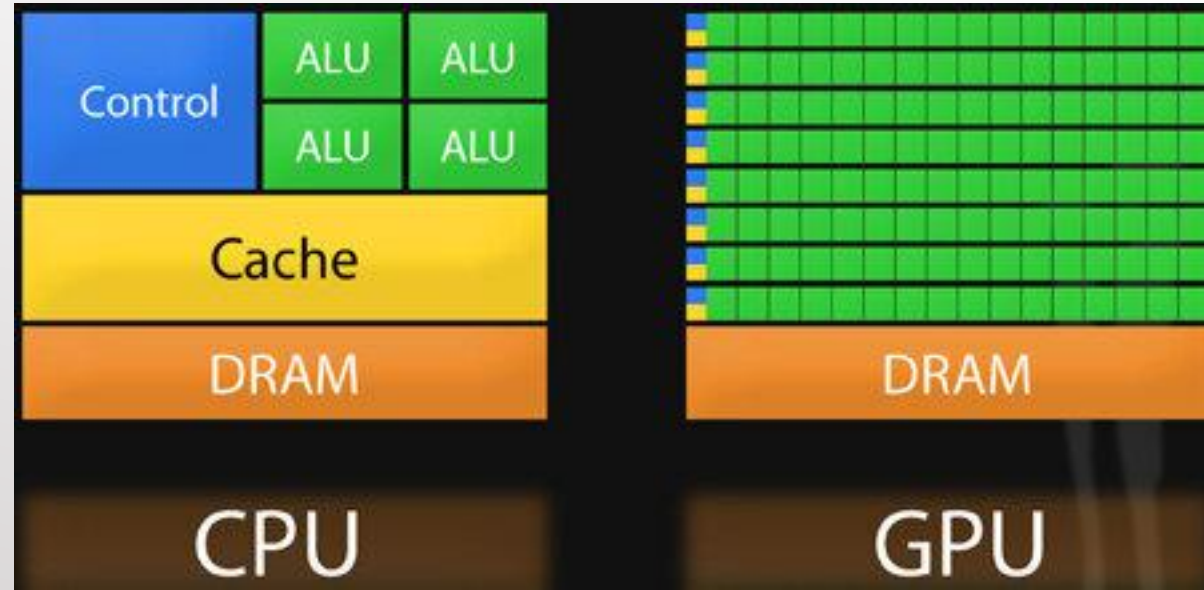 Control
ALU ALU
ALU ALU
Cache
DRAM
CPU
DRAM
GPU